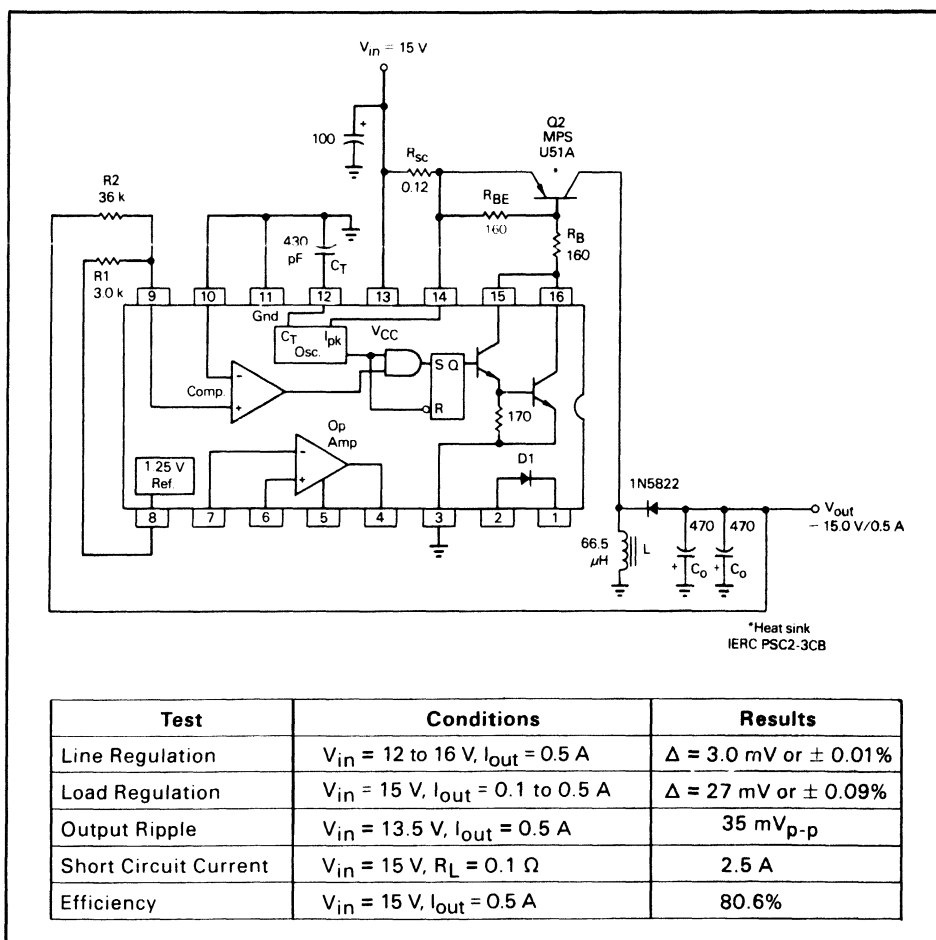 V_in = 15 V
100
+
R_SC
0.12
Q2
MPS
U51A
*
R_BE
160
R_B
160
R2
36 k
R1
3.0 k
430
pF
C_T
9
10
11
12
13
14
15
16
Gnd
C_T
I_pk
Osc.
V_CC
S Q
R
Comp.
-
+
170
Op
Amp
-
+
1.25 V
Ref.
D1
8
7
6
5
4
3
2
1
1N5822
V_out
- 15.0 V/0.5 A
470
470
66.5
µH
L
+
C_o
+
C_o
*Heat sink
IERC PSC2-3CB
Test Conditions Results
Line Regulation V_in = 12 to 16 V, I_out = 0.5 A Δ = 3.0 mV or ± 0.01%
Load Regulation V_in = 15 V, I_out = 0.1 to 0.5 A Δ = 27 mV or ± 0.09%
Output Ripple V_in = 13.5 V, I_out = 0.5 A 35 mV_p-p
Short Circuit Current V_in = 15 V, R_L = 0.1 Ω 2.5 A
Efficiency V_in = 15 V, I_out = 0.5 A 80.6%